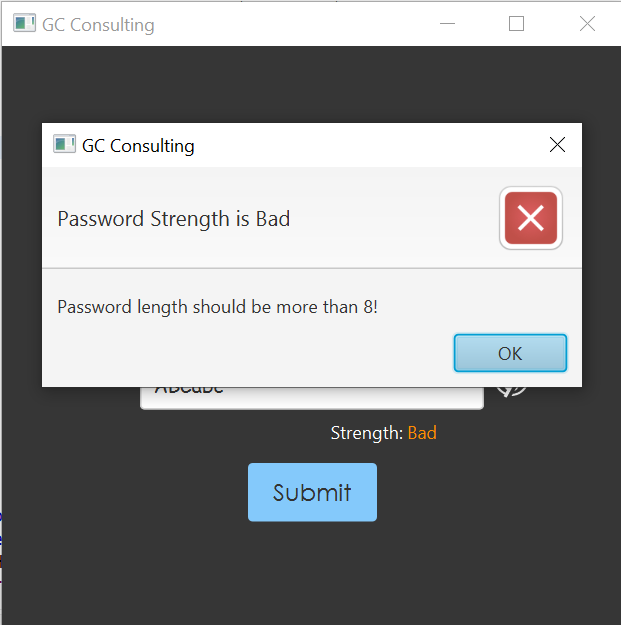 GC Consulting
GC Consulting
Password Strength is Bad
Password length should be more than 8!
OK
Strength: Bad
Submit